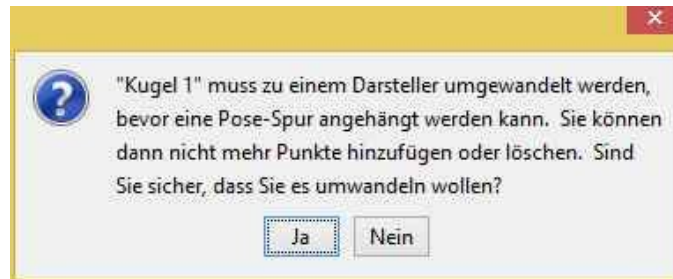 "Kugel 1" muss zu einem Darsteller umgewandelt werden,
bevor eine Pose-Spur angehängt werden kann.  Sie können
dann nicht mehr Punkte hinzufügen oder löschen.  Sind
Sie sicher, dass Sie es umwandeln wollen?
Ja Nein